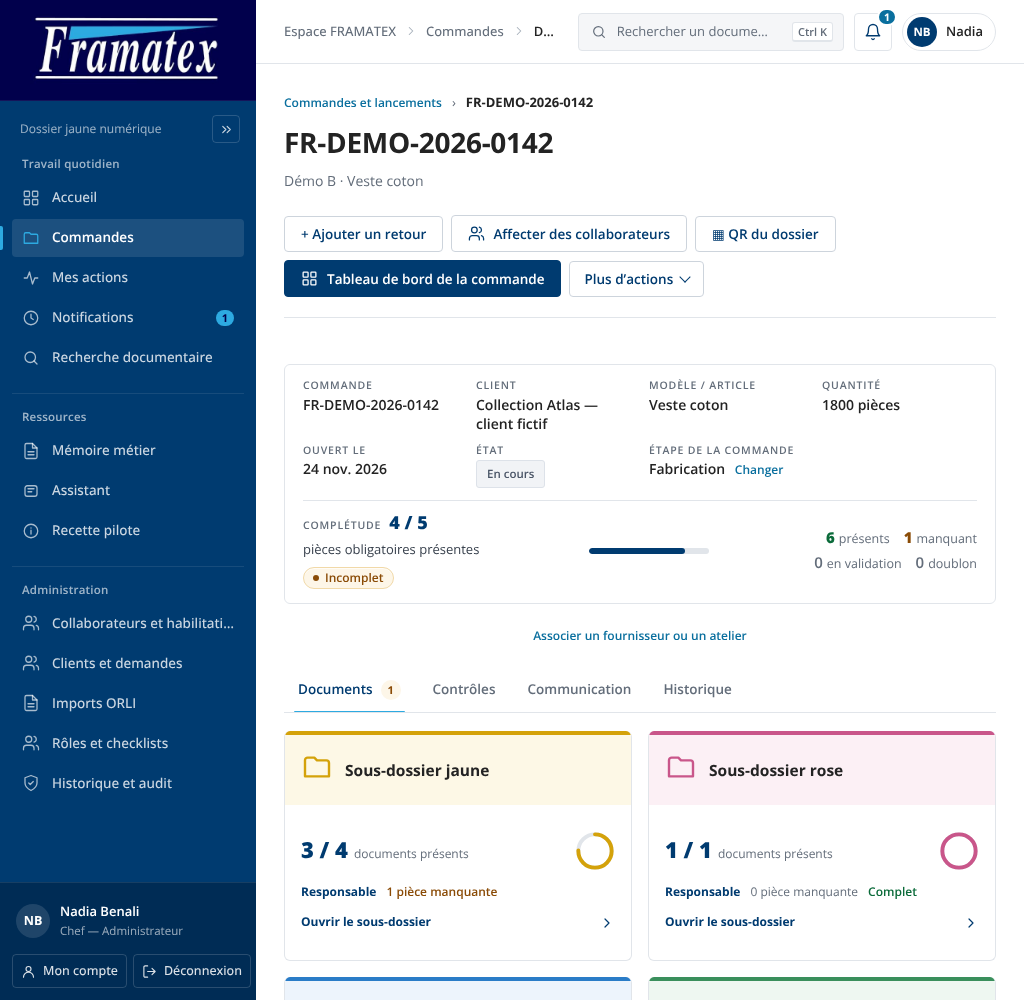 Framatex
Espace FRAMATEX
Commandes
D...
Rechercher un docume...
Ctrl K
1
NB
Nadia
Dossier jaune numérique
Travail quotidien
Accueil
Commandes
Mes actions
Notifications
1
Recherche documentaire
Ressources
Mémoire métier
Assistant
Recette pilote
Administration
Collaborateurs et habilitati...
Clients et demandes
Imports ORLI
Rôles et checklists
Historique et audit
NB
Nadia Benali
Chef — Administrateur
Mon compte
Déconnexion
Commandes et lancements › FR-DEMO-2026-0142
FR-DEMO-2026-0142
Démo B · Veste coton
+ Ajouter un retour
Affecter des collaborateurs
QR du dossier
Tableau de bord de la commande
Plus d’actions
COMMANDE
FR-DEMO-2026-0142
CLIENT
Collection Atlas —
client fictif
MODÈLE / ARTICLE
Veste coton
QUANTITÉ
1800 pièces
OUVERT LE
24 nov. 2026
ÉTAT
En cours
ÉTAPE DE LA COMMANDE
Fabrication Changer
COMPLÉTUDE 4 / 5
pièces obligatoires présentes
Incomplet
6 présents 1 manquant
0 en validation 0 doublon
Associer un fournisseur ou un atelier
Documents 1
Contrôles
Communication
Historique
Sous-dossier jaune
3 / 4 documents présents
Responsable 1 pièce manquante
Ouvrir le sous-dossier
Sous-dossier rose
1 / 1 documents présents
Responsable 0 pièce manquante Complet
Ouvrir le sous-dossier